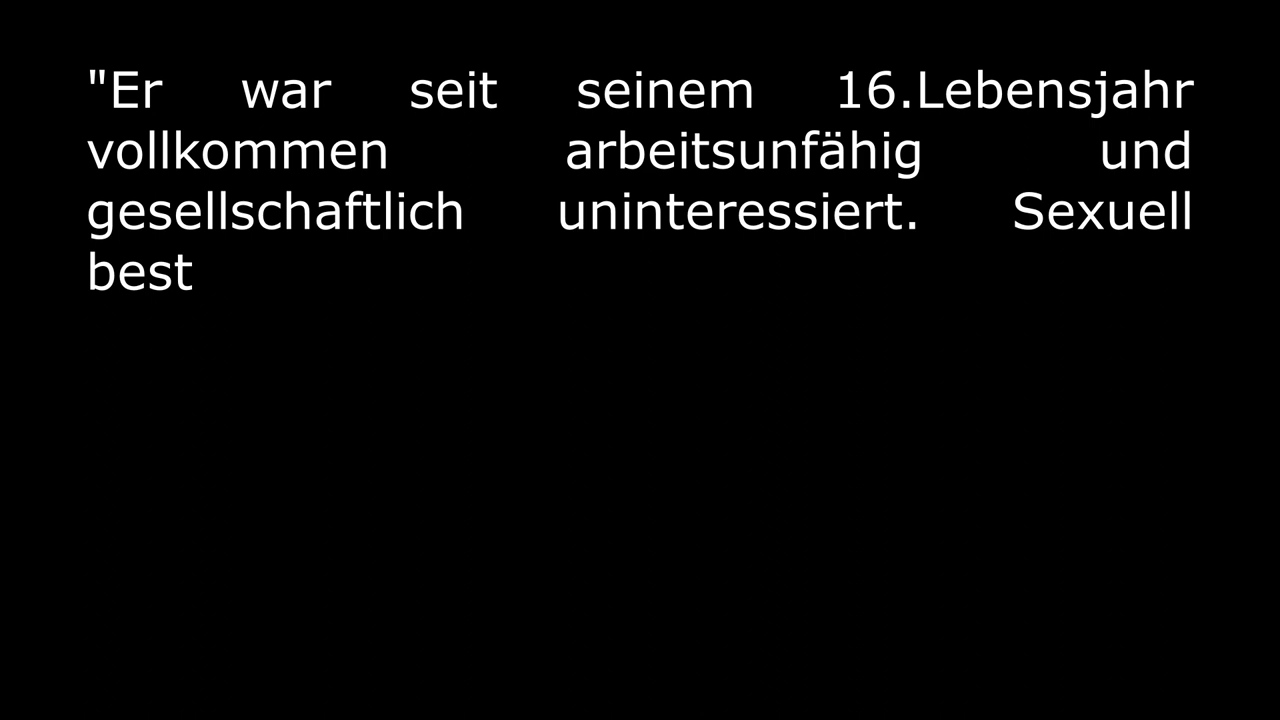 "Er war seit seinem 16.Lebensjahr
vollkommen arbeitsunfähig und
gesellschaftlich uninteressiert. Sexuell
best